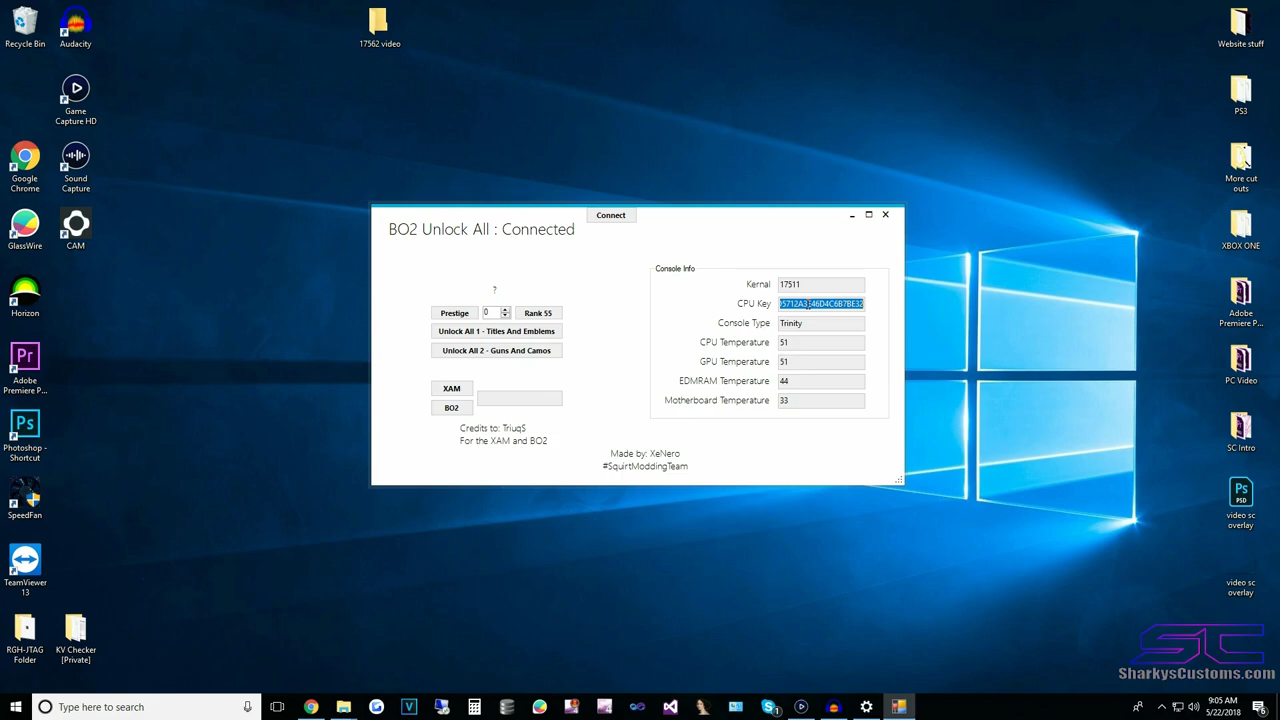 Recycle Bin
Audacity
17562 video
Website stuff
Game
Capture HD
PS3
Google
Chrome
Sound
Capture
More cut
outs
GlassWire
CAM
XBOX ONE
Horizon
Adobe
Premiere P...
Adobe
Premiere P...
PC Video
Photoshop -
Shortcut
SC Intro
SpeedFan
video sc
overlay
TeamViewer
13
video sc
overlay
RGH-JTAG
Folder
KV Checker
[Private]
Connect
BO2 Unlock All : Connected
?
Prestige 0 Rank 55
Unlock All 1 - Titles And Emblems
Unlock All 2 - Guns And Camos
XAM
BO2
Credits to: TriuqS
For the XAM and BO2
Console Info
Kernal 17511
CPU Key
Console Type Trinity
CPU Temperature 51
GPU Temperature 51
EDMRAM Temperature 44
Motherboard Temperature 33
Made by: XeNero
#SquirtModdingTeam
Pr
Ps
Ps
PSD
SC
SharkysCustoms.com
Type here to search
9:05 AM
5/22/2018